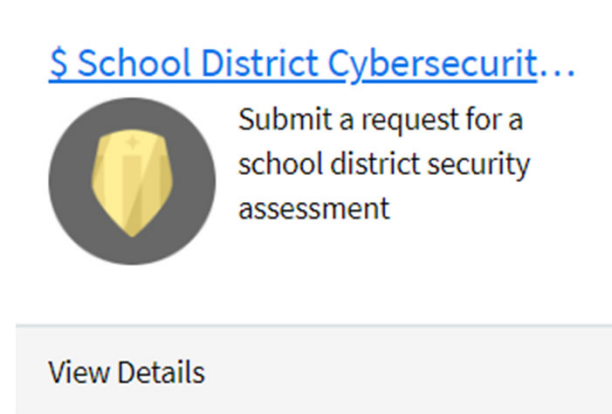 $ School District Cybersecurit...
Submit a request for a
school district security
assessment
View Details